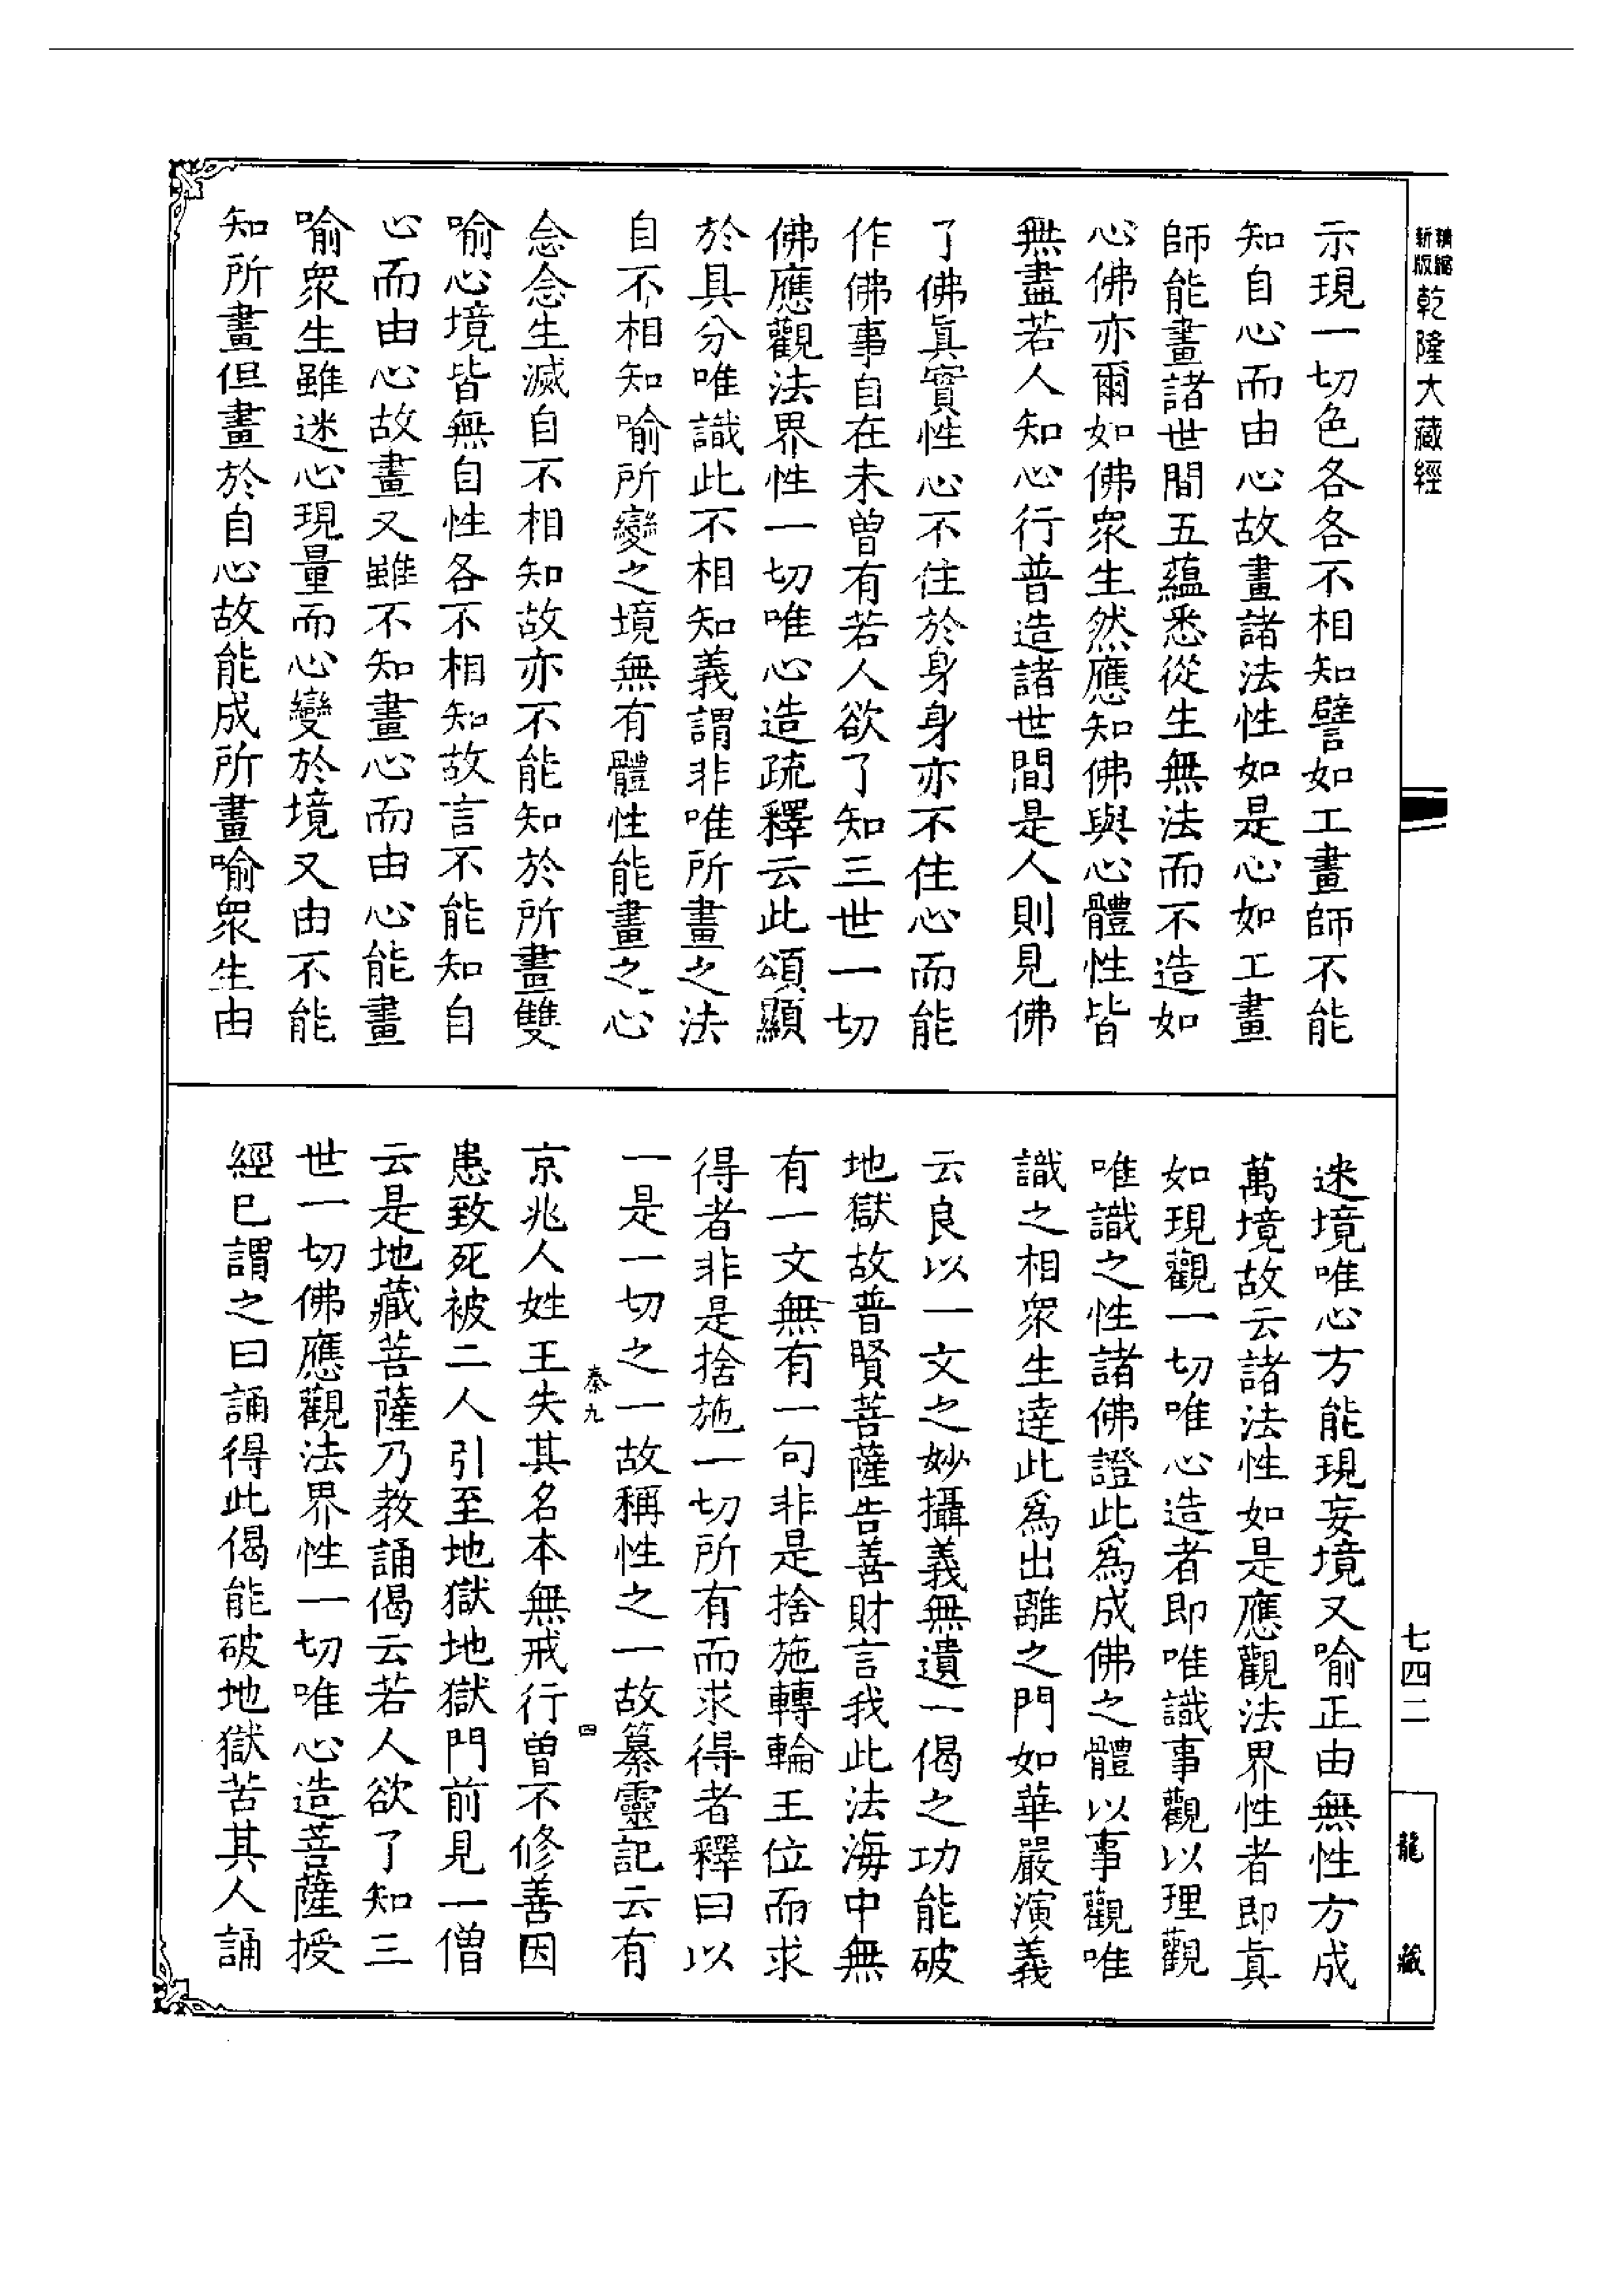 精縮新版乾隆大藏經
示現一切色各各不相知譬如工畫師不能
知自心而由心故畫諸法性如是心如工畫
師能畫諸世間五蘊悉從生無法而不造如
心佛亦爾如佛眾生然應知佛與心體性皆
無盡若人知心行普造諸世間是人則見佛
了佛眞實性心不住於身身亦不住心而能
作佛事自在未曾有若人欲了知三世一切
佛應觀法界性一切唯心造疏釋云此頌顯
於具分唯識此不相知義謂非唯所畫之法
自不相知喻所變之境無有體性能畫之心
念念生滅自不相知故亦不能知於所畫雙
喻心境皆無自性各不相知故言不能知自
心而由心故畫又雖不知畫心而由心能畫
喻眾生雖迷心現量而心變於境又由不能
知所畫但畫於自心故能成所畫喻眾生由
迷境唯心方能現妄境又喻正由無性方成
萬境故云諸法性如是應觀法界性者即眞
如現觀一切唯心造者即唯識事觀以理觀
唯識之性諸佛證此爲成佛之體以事觀唯
識之相眾生達此爲出離之門如華嚴演義
云良以一文之妙攝義無遺一偈之功能破
地獄故普賢菩薩告善財言我此法海中無
有一文無有一句非是捨施轉輪王位而求
得者非是捨施一切所有而求得者釋曰以
一是一切之一故稱性之一故纂靈記云有
秦九
四
京兆人姓王失其名本無戒行曾不修善因
患致死被二人引至地獄地獄門前見一僧
云是地藏菩薩乃教誦偈云若人欲了知三
世一切佛應觀法界性一切唯心造菩薩授
經已謂之曰誦得此偈能破地獄苦其人誦
七四二
龍藏